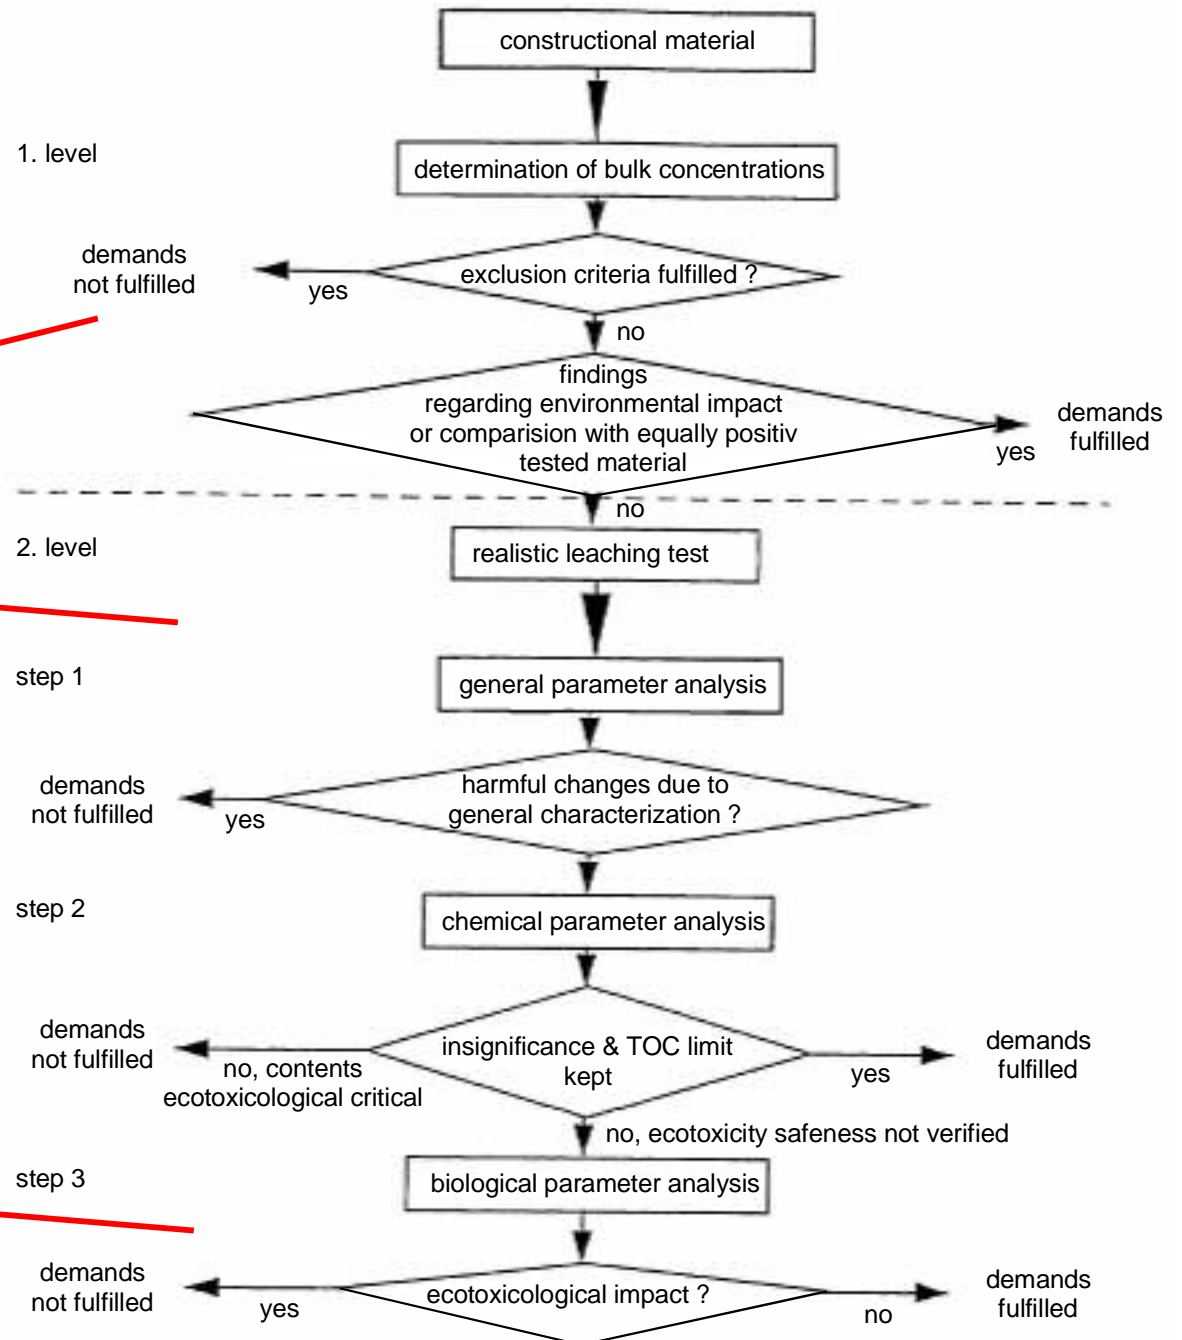 constructional material
1. level
determination of bulk concentrations
demands
not fulfilled
yes
exclusion criteria fulfilled ?
no
findings
regarding environmental impact
or comparision with equally positiv
tested material
yes
demands
fulfilled
no
2. level
realistic leaching test
step 1
general parameter analysis
demands
not fulfilled
yes
harmful changes due to
general characterization ?
step 2
chemical parameter analysis
demands
not fulfilled
no, contents
ecotoxicological critical
insignificance & TOC limit
kept
yes
demands
fulfilled
no, ecotoxicity safeness not verified
step 3
biological parameter analysis
demands
not fulfilled
yes
ecotoxicological impact ?
no
demands
fulfilled